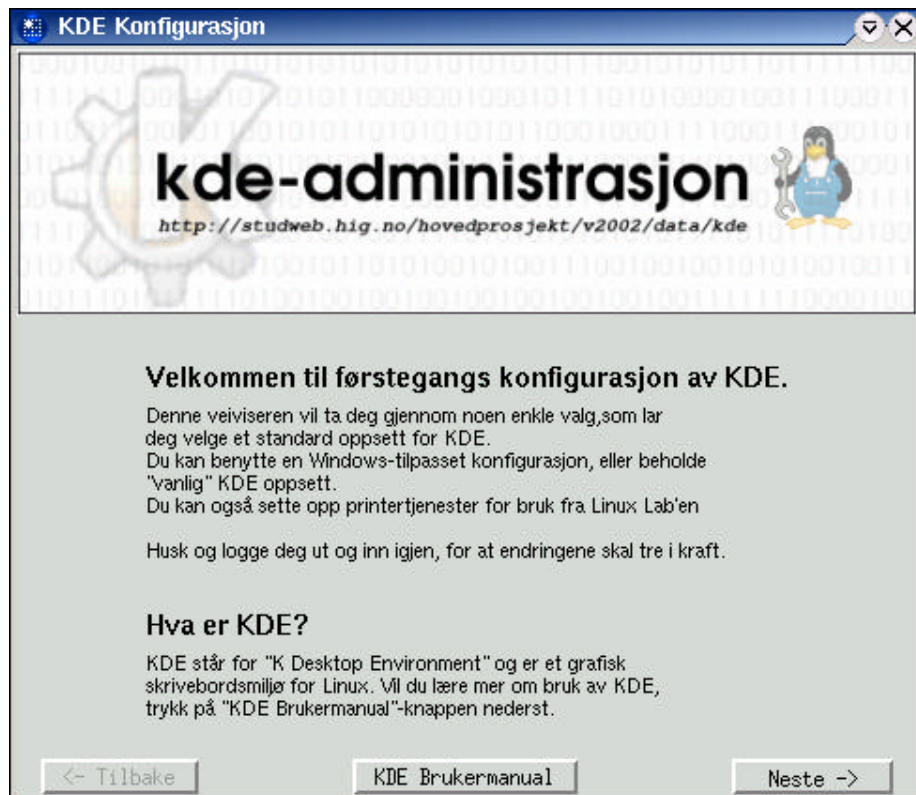 KDE Konfigurasjon
kde-administrasjon
http://studweb.hig.no/hovedprosjekt/v2002/data/kde
Velkommen til førstegangs konfigurasjon av KDE.
Denne veiviseren vil ta deg gjennom noen enkle valg,som lar
deg velge et standard oppsett for KDE.
Du kan benytte en Windows-tilpasset konfigurasjon, eller beholde
"vanlig" KDE oppsett.
Du kan også sette opp printertjenester for bruk fra Linux Lab'en
Husk og logge deg ut og inn igjen, for at endringene skal tre i kraft.
Hva er KDE?
KDE står for "K Desktop Environment" og er et grafisk
skrivebordsmiljø for Linux. Vil du lære mer om bruk av KDE,
trykk på "KDE Brukermanual"-knappen nederst.
<- Tilbake
KDE Brukermanual
Neste ->